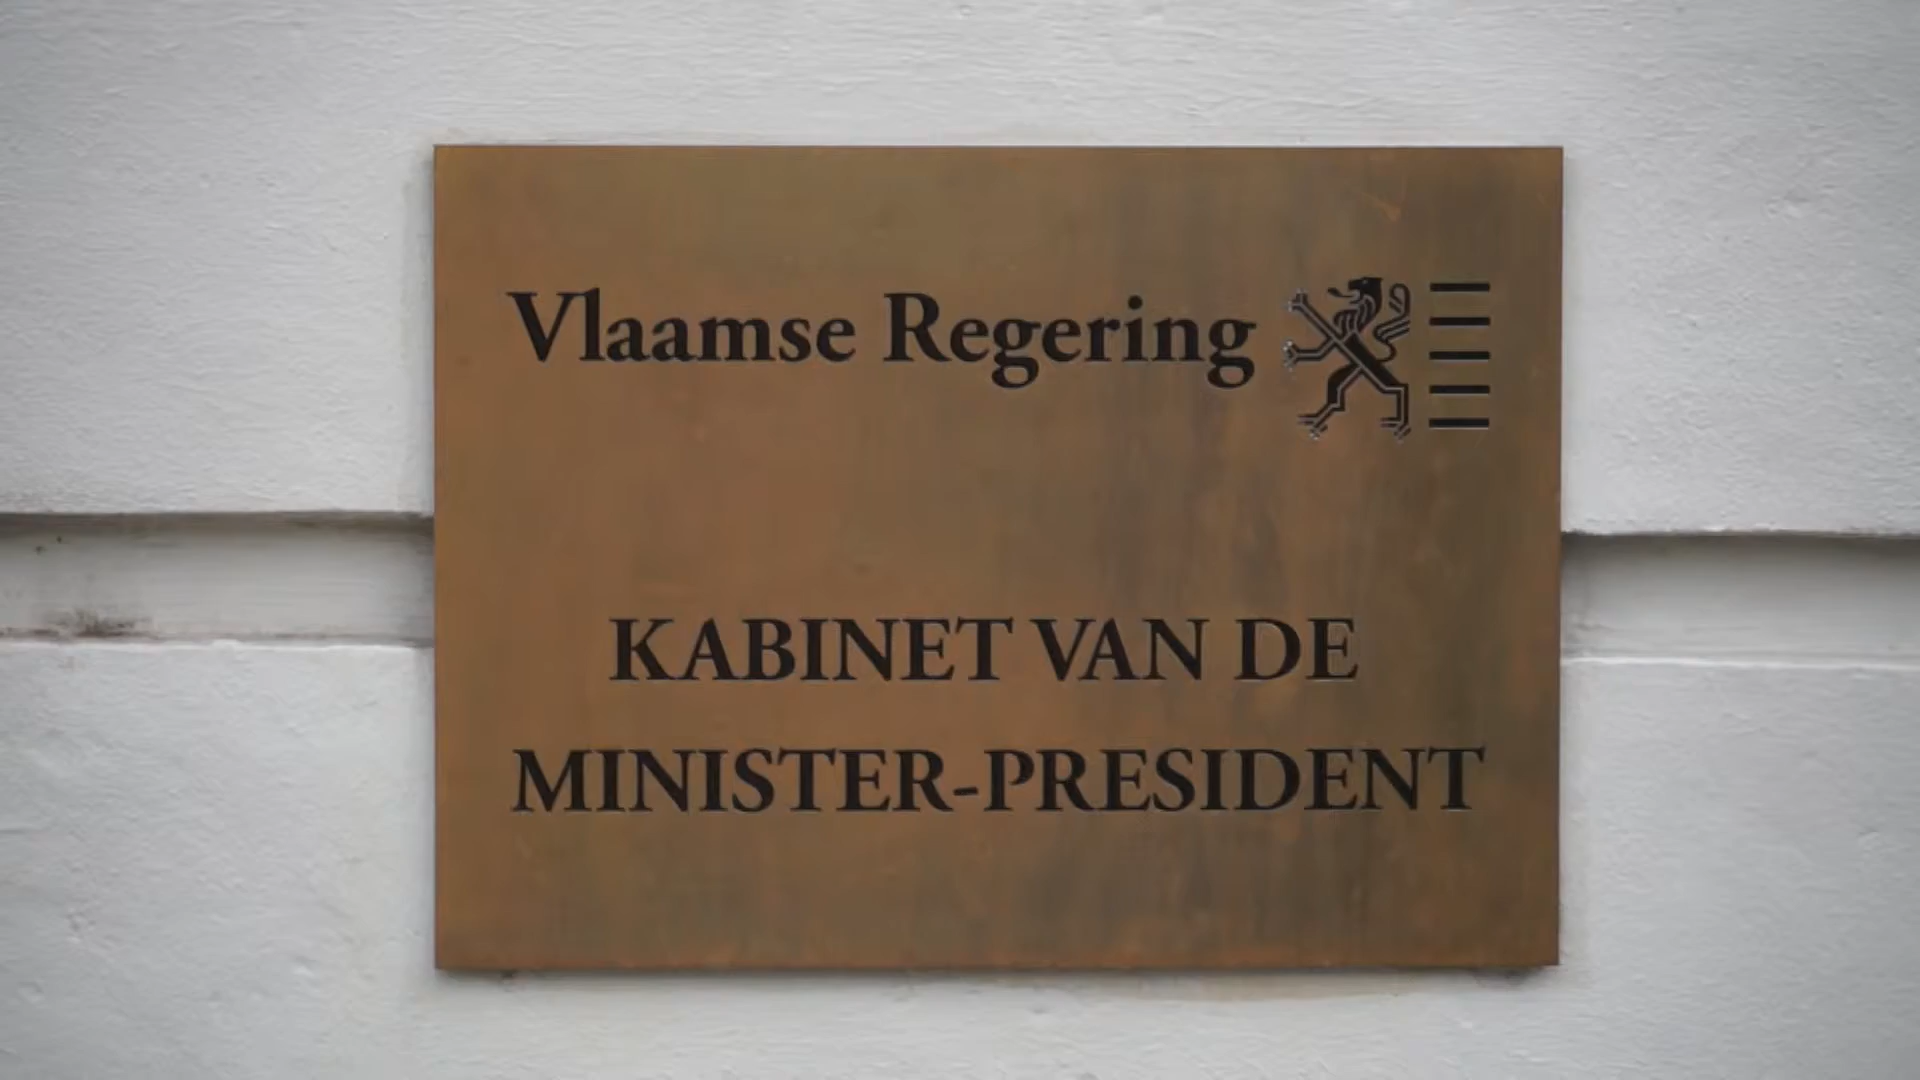 Vlaamse Regering
KABINET VAN DE
MINISTER-PRESIDENT